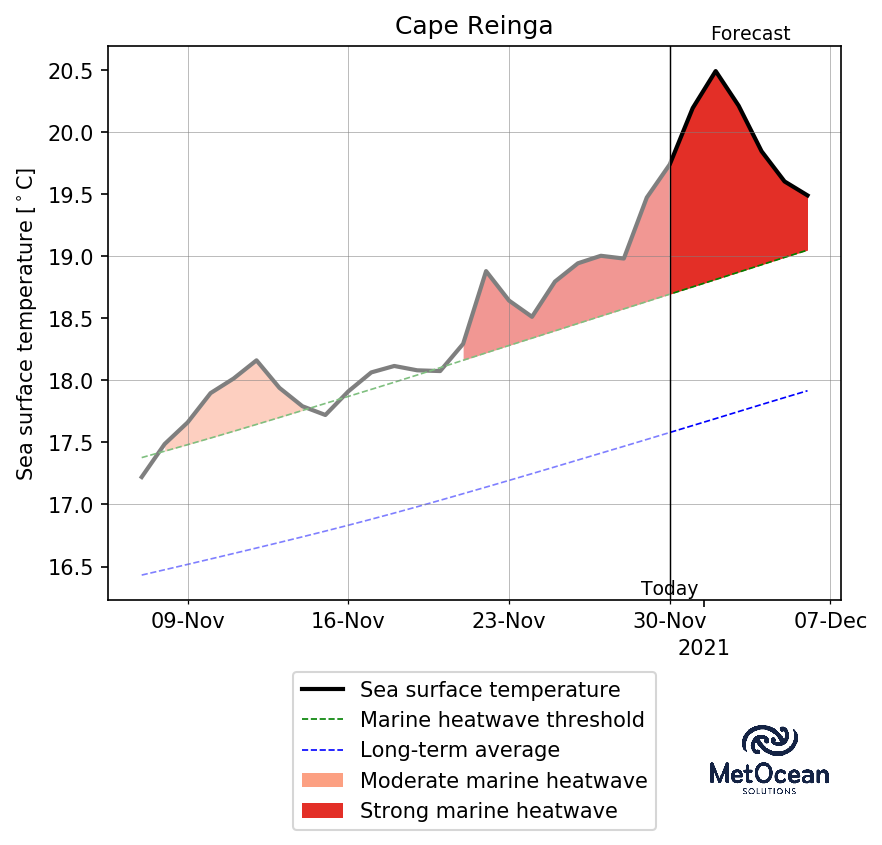 Cape Reinga
Forecast
Sea surface temperature [°C]
20.5
20.0
19.5
19.0
18.5
18.0
17.5
17.0
16.5
Today
09-Nov 16-Nov 23-Nov 30-Nov 07-Dec
2021
Sea surface temperature
Marine heatwave threshold
Long-term average
Moderate marine heatwave
Strong marine heatwave
MetOcean
SOLUTIONS